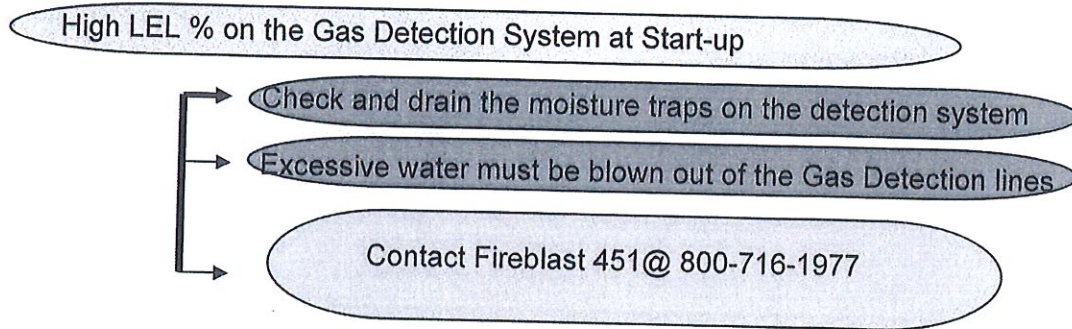 High LEL % on the Gas Detection System at Start-up
Check and drain the moisture traps on the detection system
Excessive water must be blown out of the Gas Detection lines
Contact Fireblast 451@ 800-716-1977